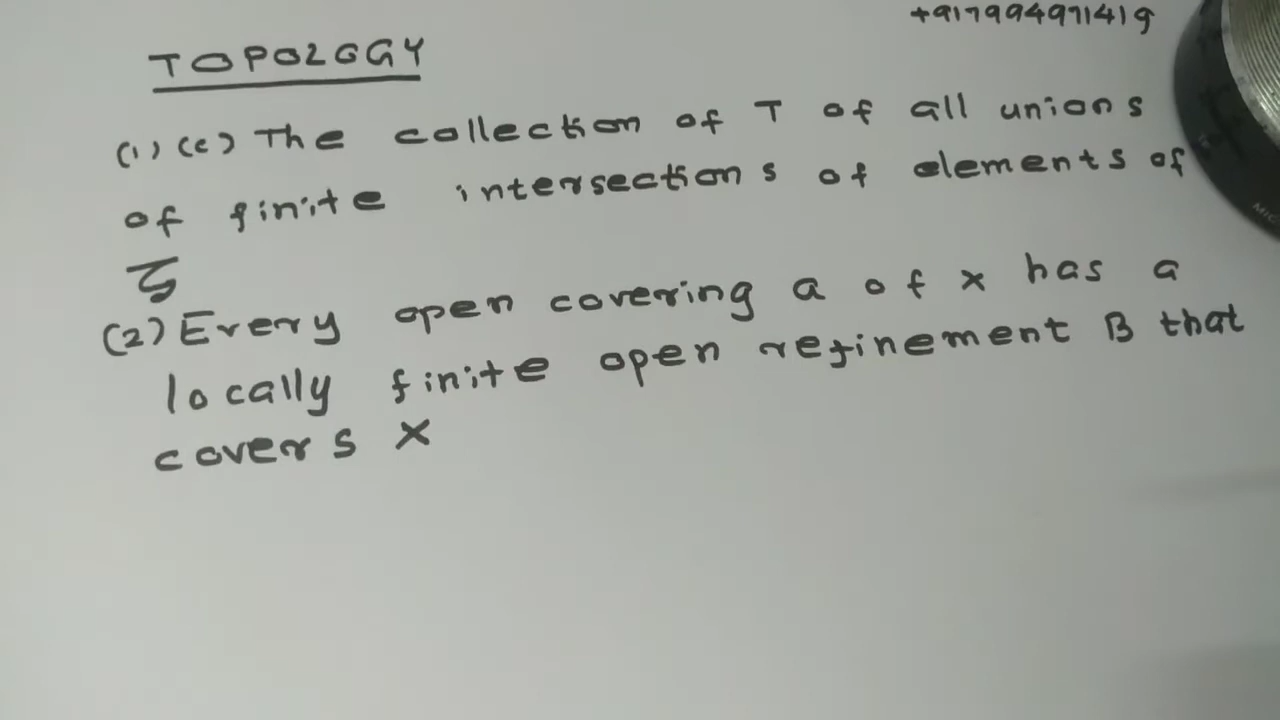 +917994971419
TOPOLOGY
(1) (c) The collection of T of all unions
of finite intersections of elements of
(2) Every open covering a of x has a
locally finite open refinement B that
covers X